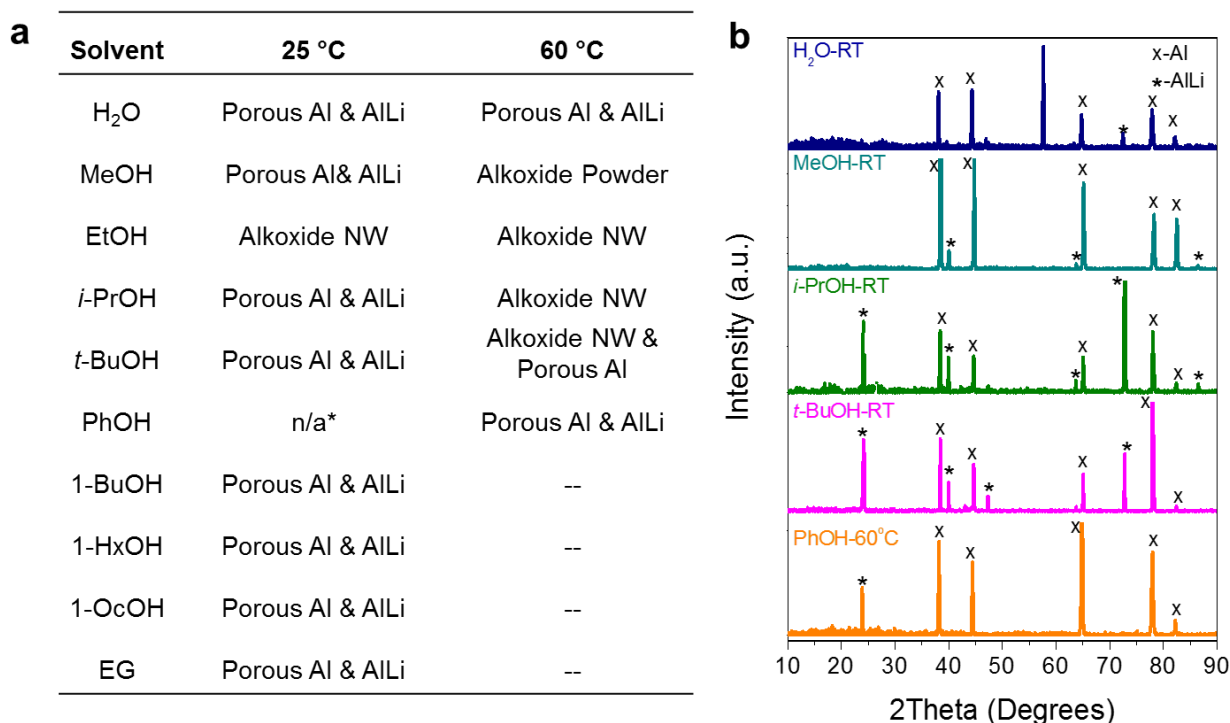 a
Solvent 25 °C 60 °C
H₂O Porous Al & AlLi Porous Al & AlLi
MeOH Porous Al& AlLi Alkoxide Powder
EtOH Alkoxide NW Alkoxide NW
i-PrOH Porous Al & AlLi Alkoxide NW
t-BuOH Porous Al & AlLi Alkoxide NW &
Porous Al
PhOH n/a* Porous Al & AlLi
1-BuOH Porous Al & AlLi --
1-HxOH Porous Al & AlLi --
1-OcOH Porous Al & AlLi --
EG Porous Al & AlLi --
b
Intensity (a.u.)
H₂O-RT
x-Al
*-AlLi
x x x * x x
MeOH-RT
x * x * x x x *
i-PrOH-RT
* x * x * x * x x *
t-BuOH-RT
* x * x * x * x x
PhOH-60°C
* x x x x x
10 20 30 40 50 60 70 80 90
2Theta (Degrees)